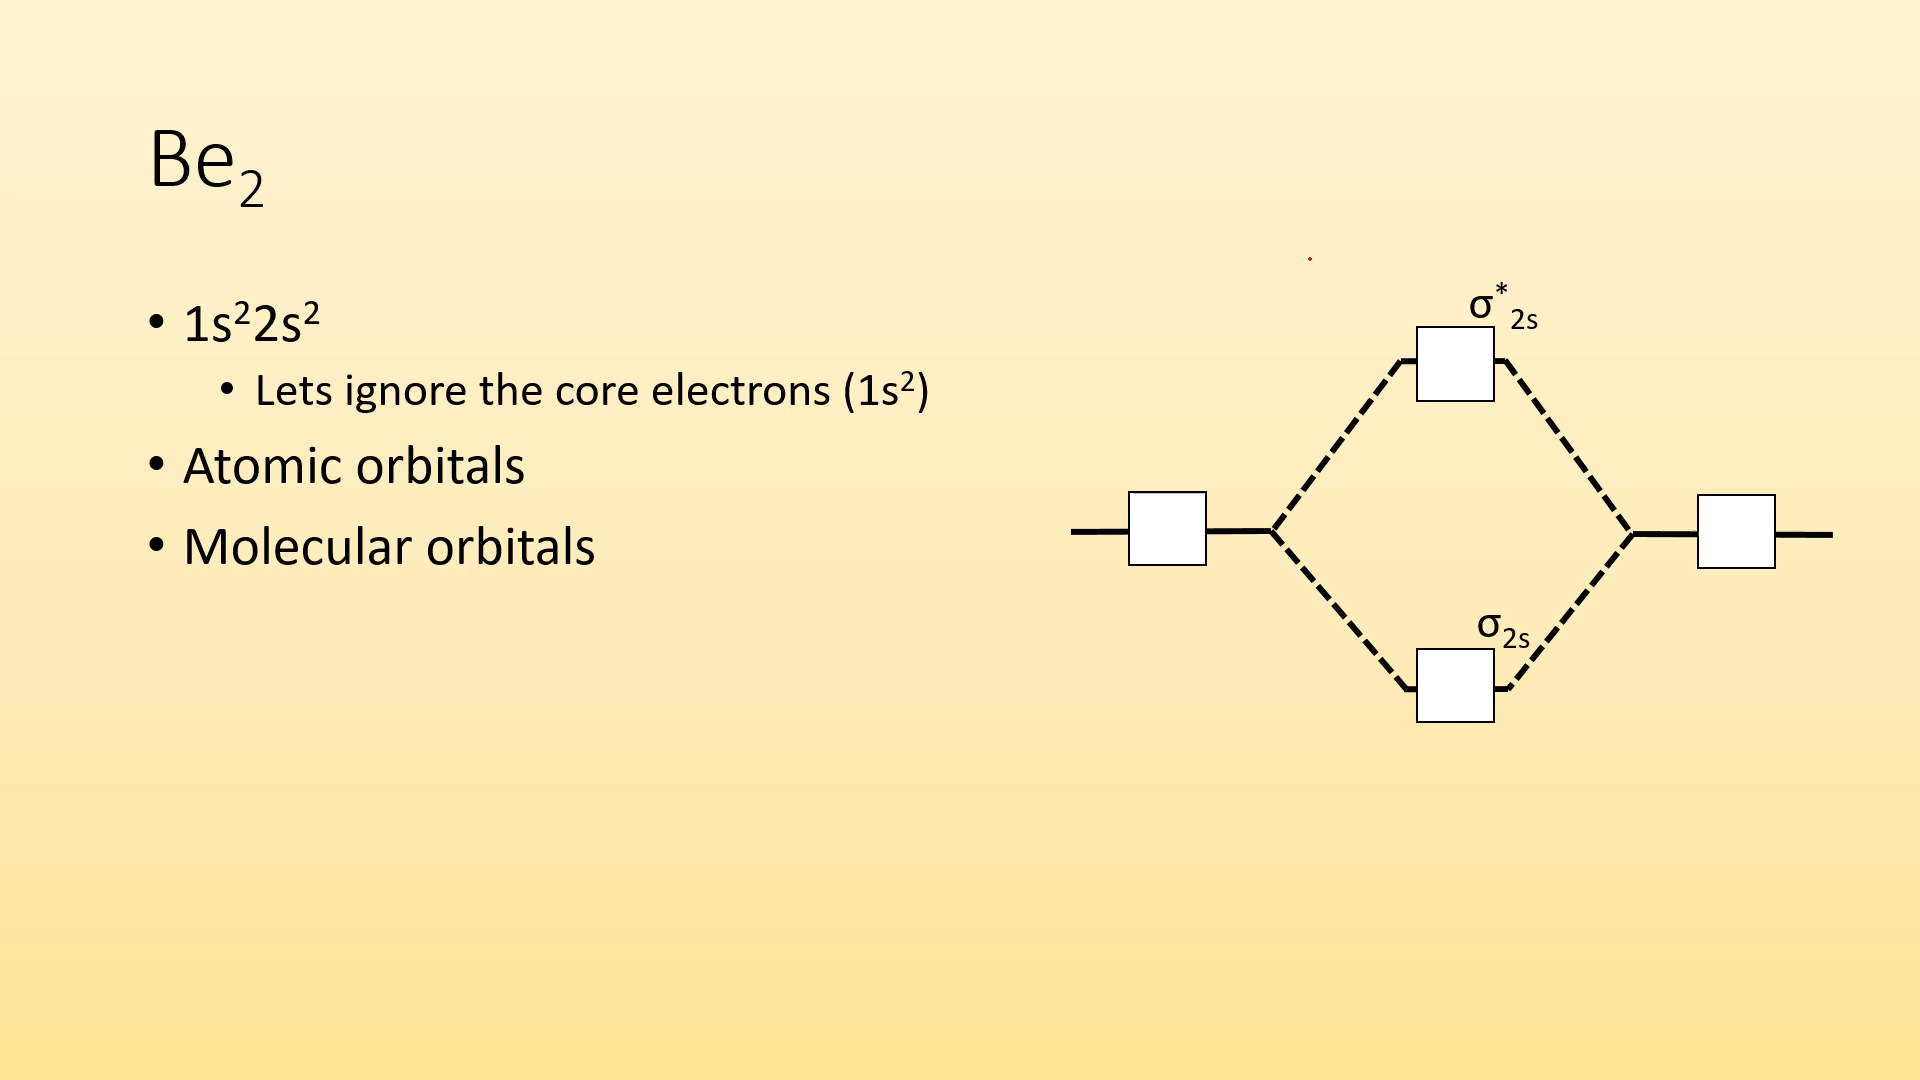 Be₂
• 1s²2s²
• Lets ignore the core electrons (1s²)
• Atomic orbitals
• Molecular orbitals
σ*₂ₛ
σ₂ₛ